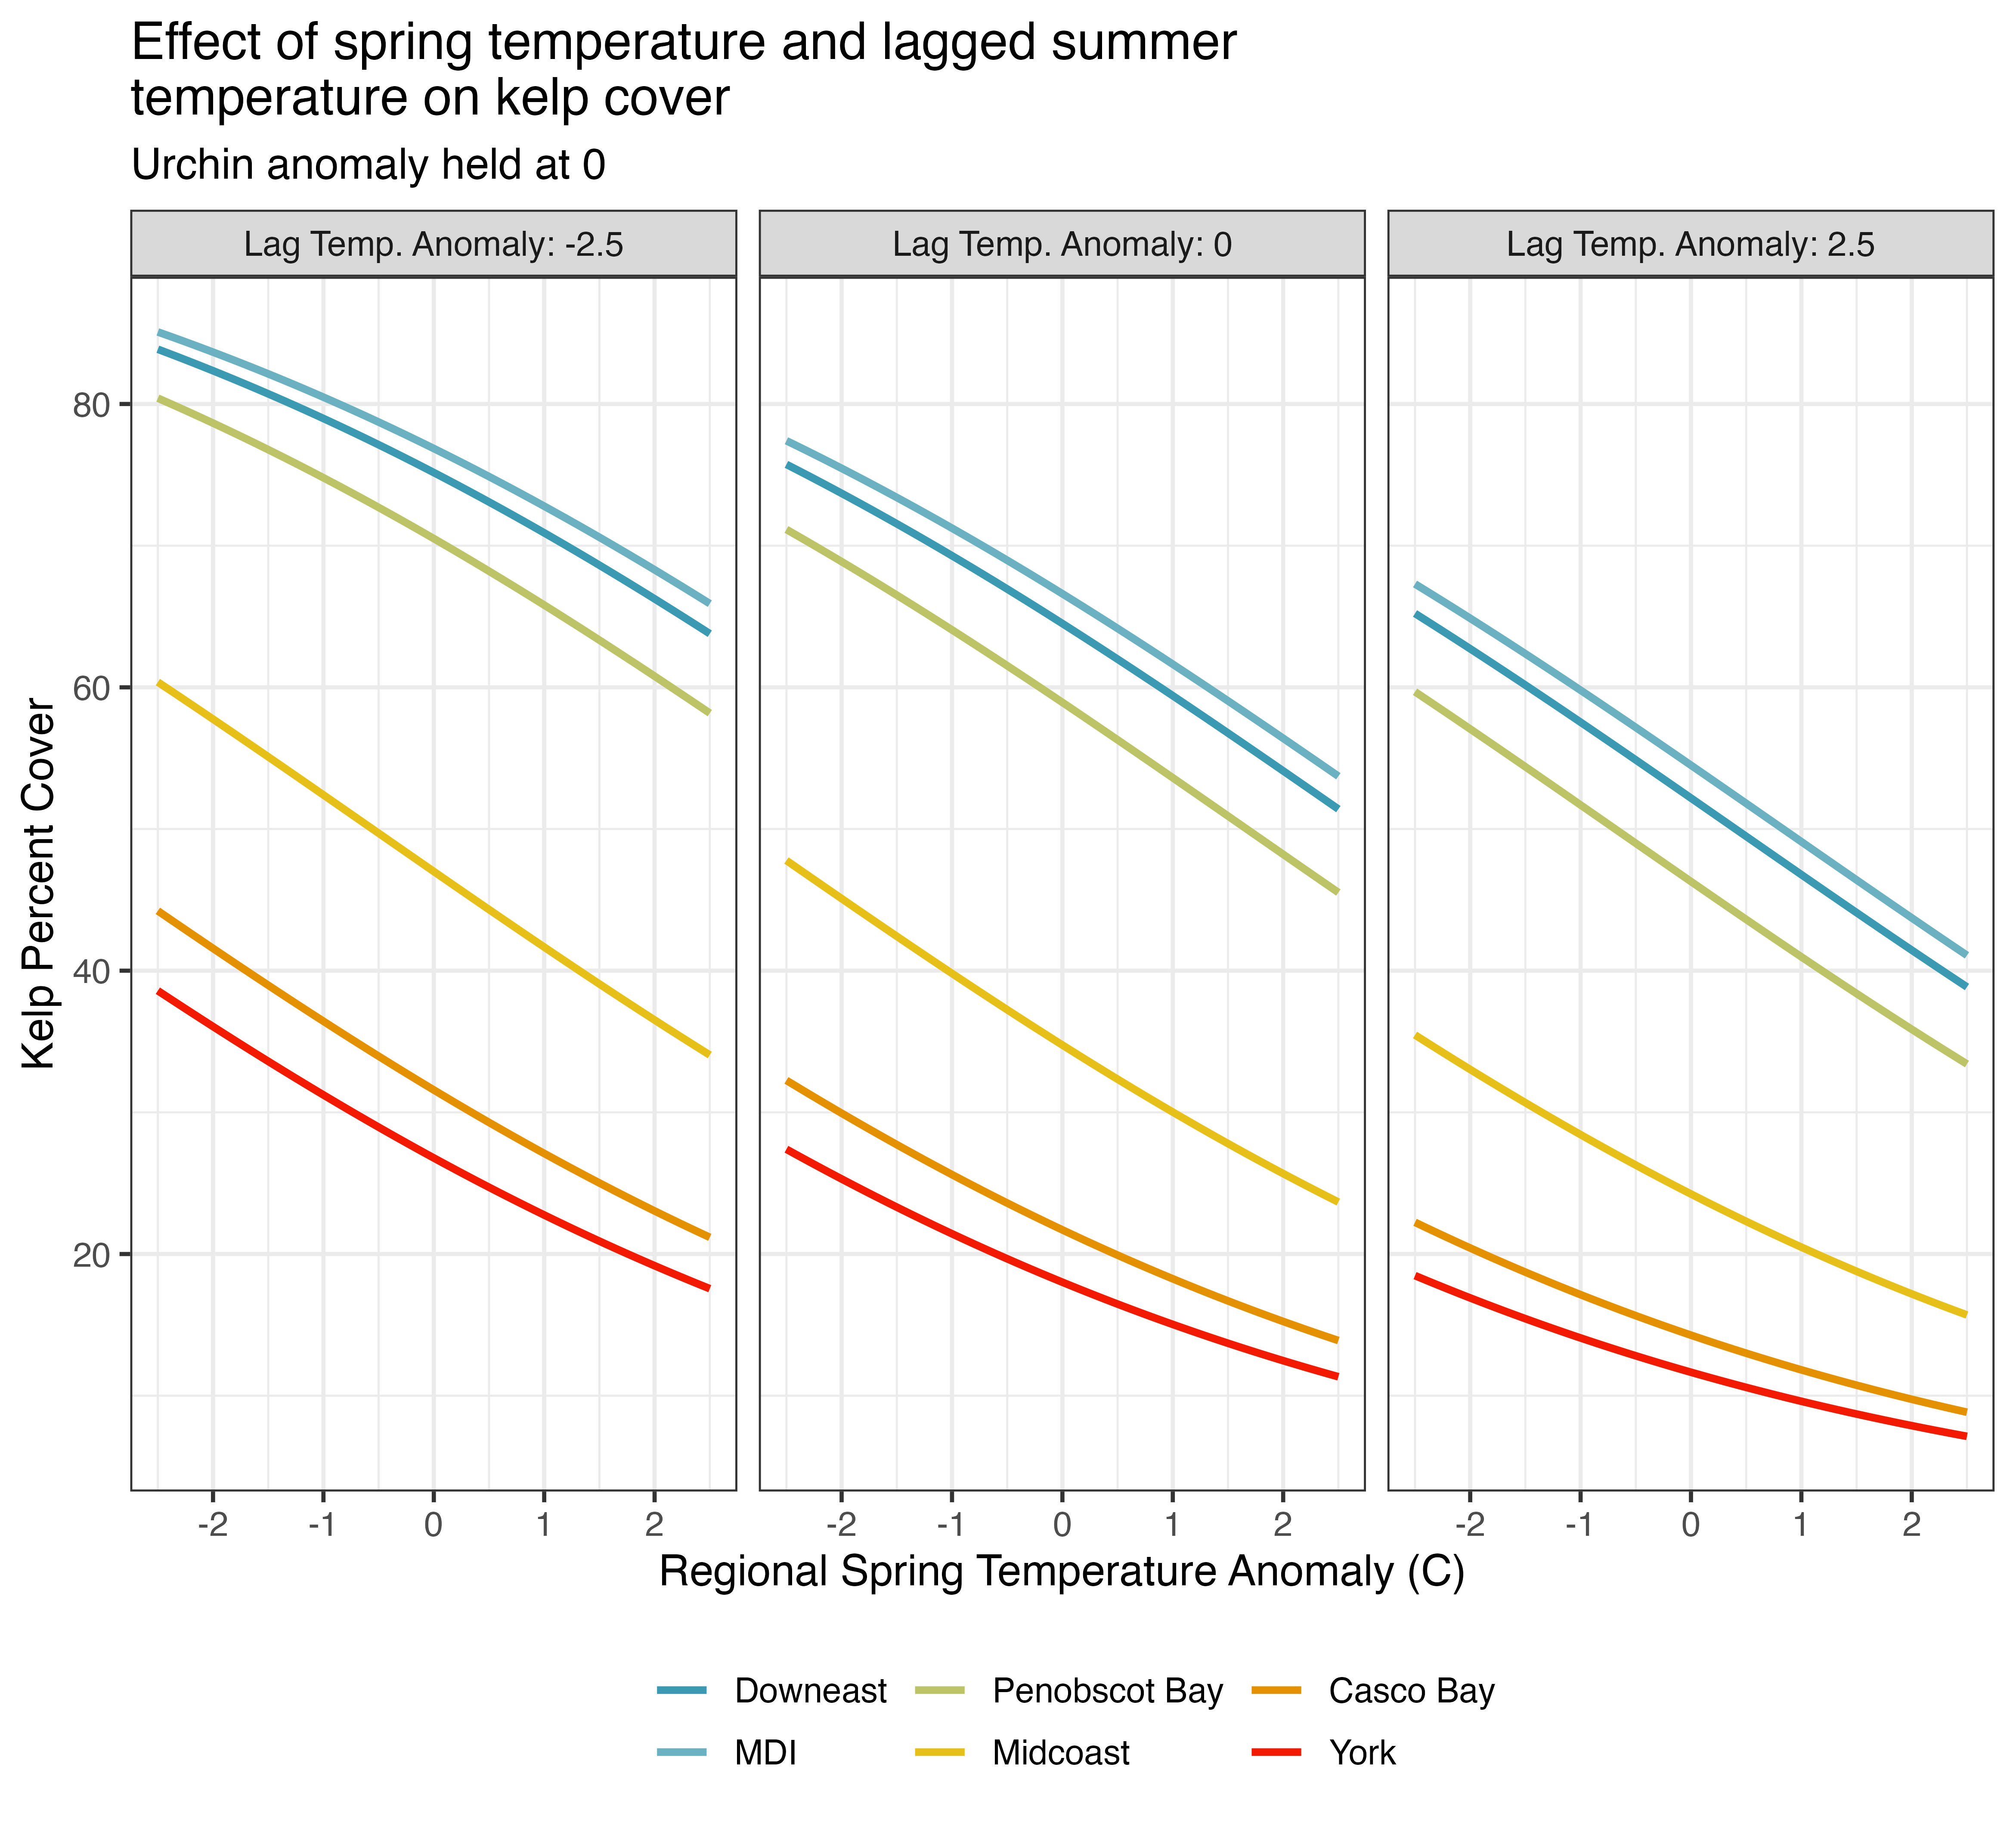 Effect of spring temperature and lagged summer
temperature on kelp cover
Urchin anomaly held at 0
Lag Temp. Anomaly: -2.5
Lag Temp. Anomaly: 0
Lag Temp. Anomaly: 2.5
Kelp Percent Cover
80
60
40
20
-2 -1 0 1 2
-2 -1 0 1 2
-2 -1 0 1 2
Regional Spring Temperature Anomaly (C)
Downeast Penobscot Bay Casco Bay
MDI Midcoast York